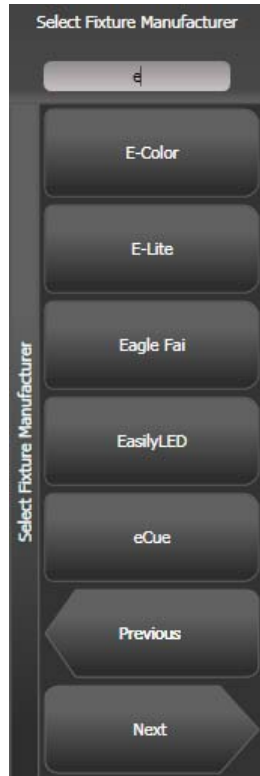 Select Fixture Manufacturer
e
Select Fixture Manufacturer
E-Color
E-Lite
Eagle Fai
EasilyLED
eCue
Previous
Next